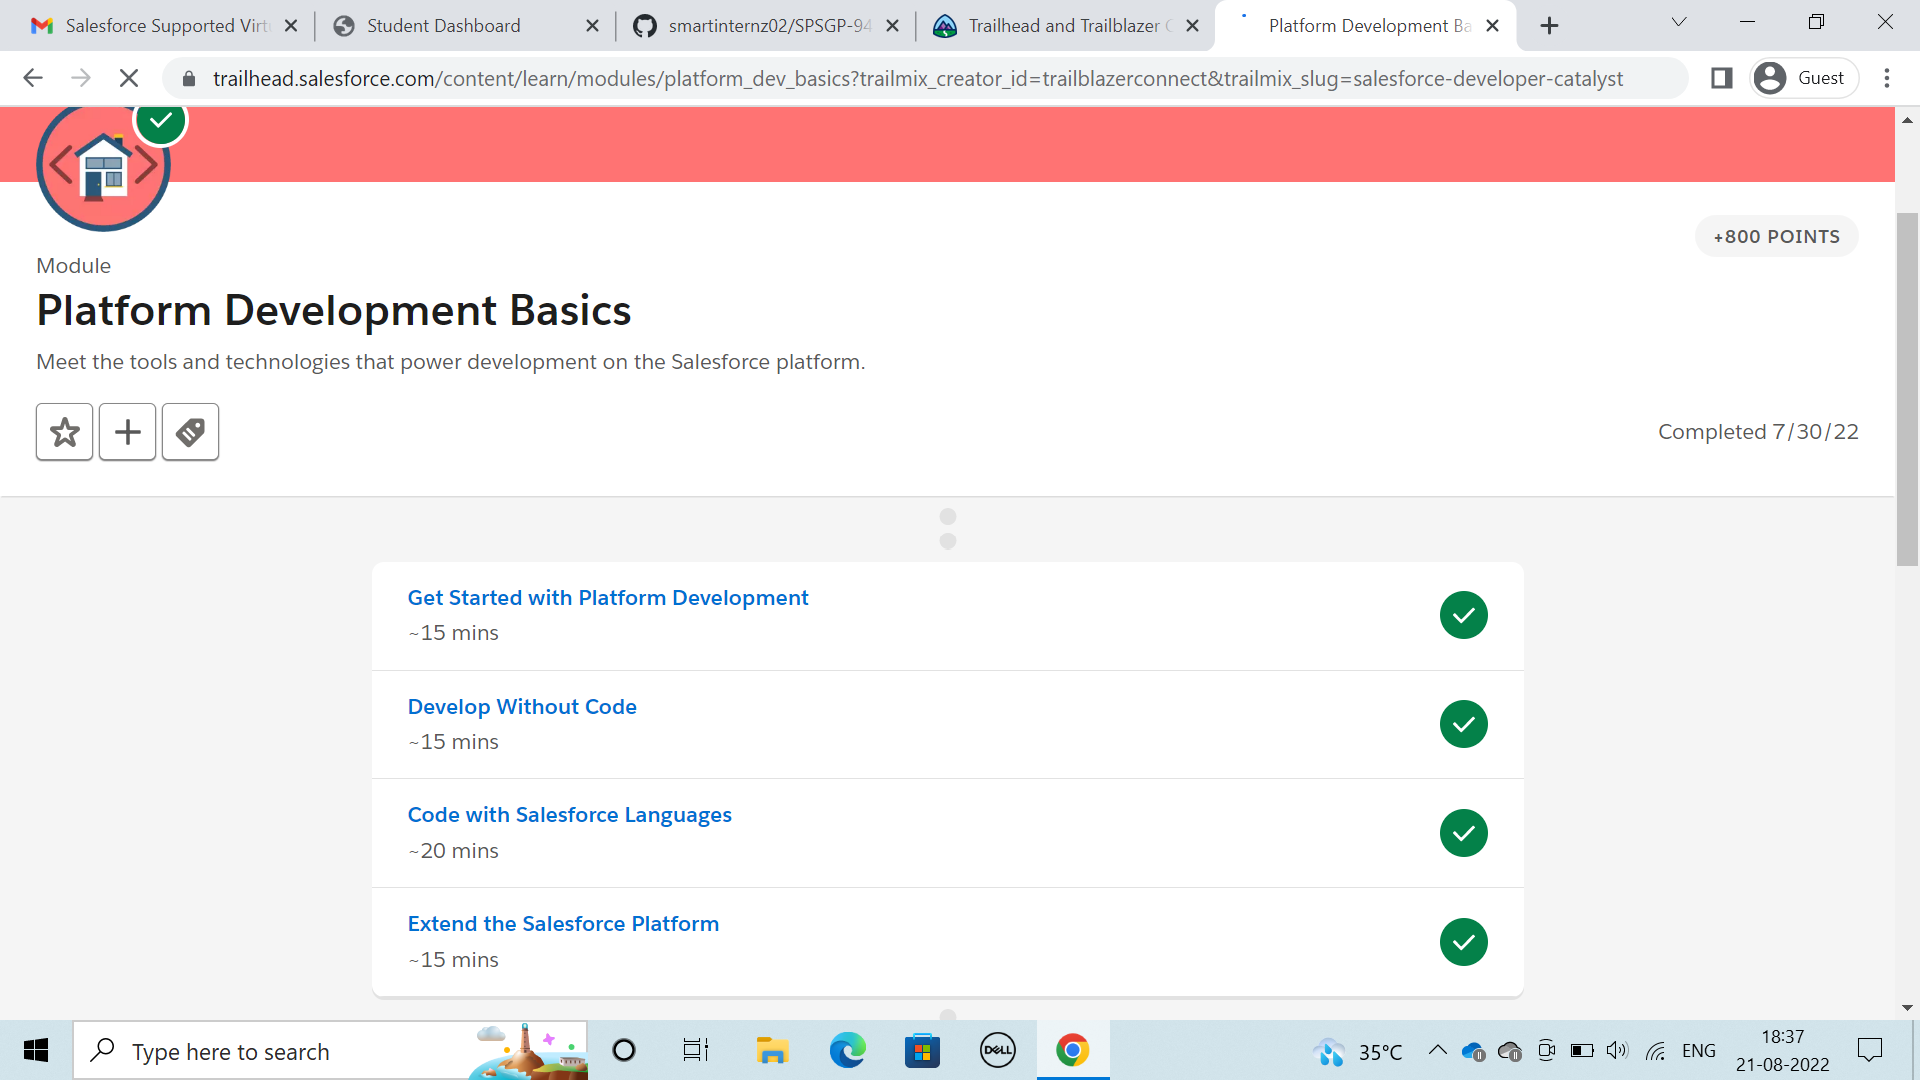 Salesforce Supported Virt
Student Dashboard
smartinternz02/SPSGP-94
Trailhead and Trailblazer C
Platform Development Ba
trailhead.salesforce.com/content/learn/modules/platform_dev_basics?trailmix_creator_id=trailblazerconnect&trailmix_slug=salesforce-developer-catalyst
Guest
+800 POINTS
Module
Platform Development Basics
Meet the tools and technologies that power development on the Salesforce platform.
Completed 7/30/22
Get Started with Platform Development
~15 mins
Develop Without Code
~15 mins
Code with Salesforce Languages
~20 mins
Extend the Salesforce Platform
~15 mins
Type here to search
DELL
35°C
ENG
18:37
21-08-2022